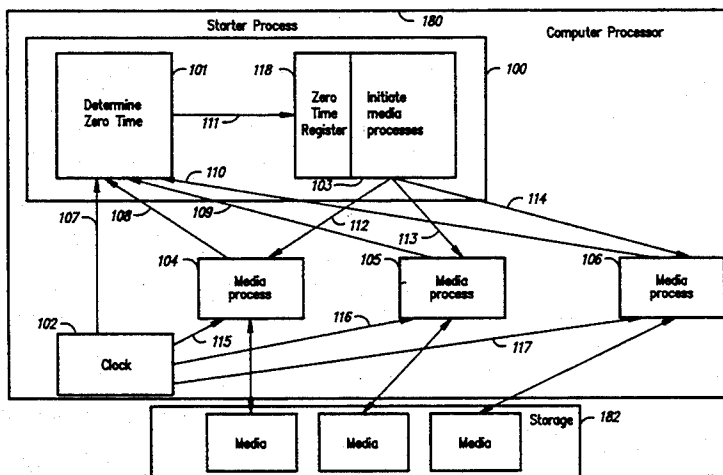 180
Starter Process
Computer Processor
101
118
100
Determine
Zero Time
111
Zero
Time
Register
Initiate
media
processes
110
103
107
108
109
112
113
114
104
Media
process
105
Media
process
106
Media
process
102
Clock
115
116
117
Media
Media
Media
Storage
182